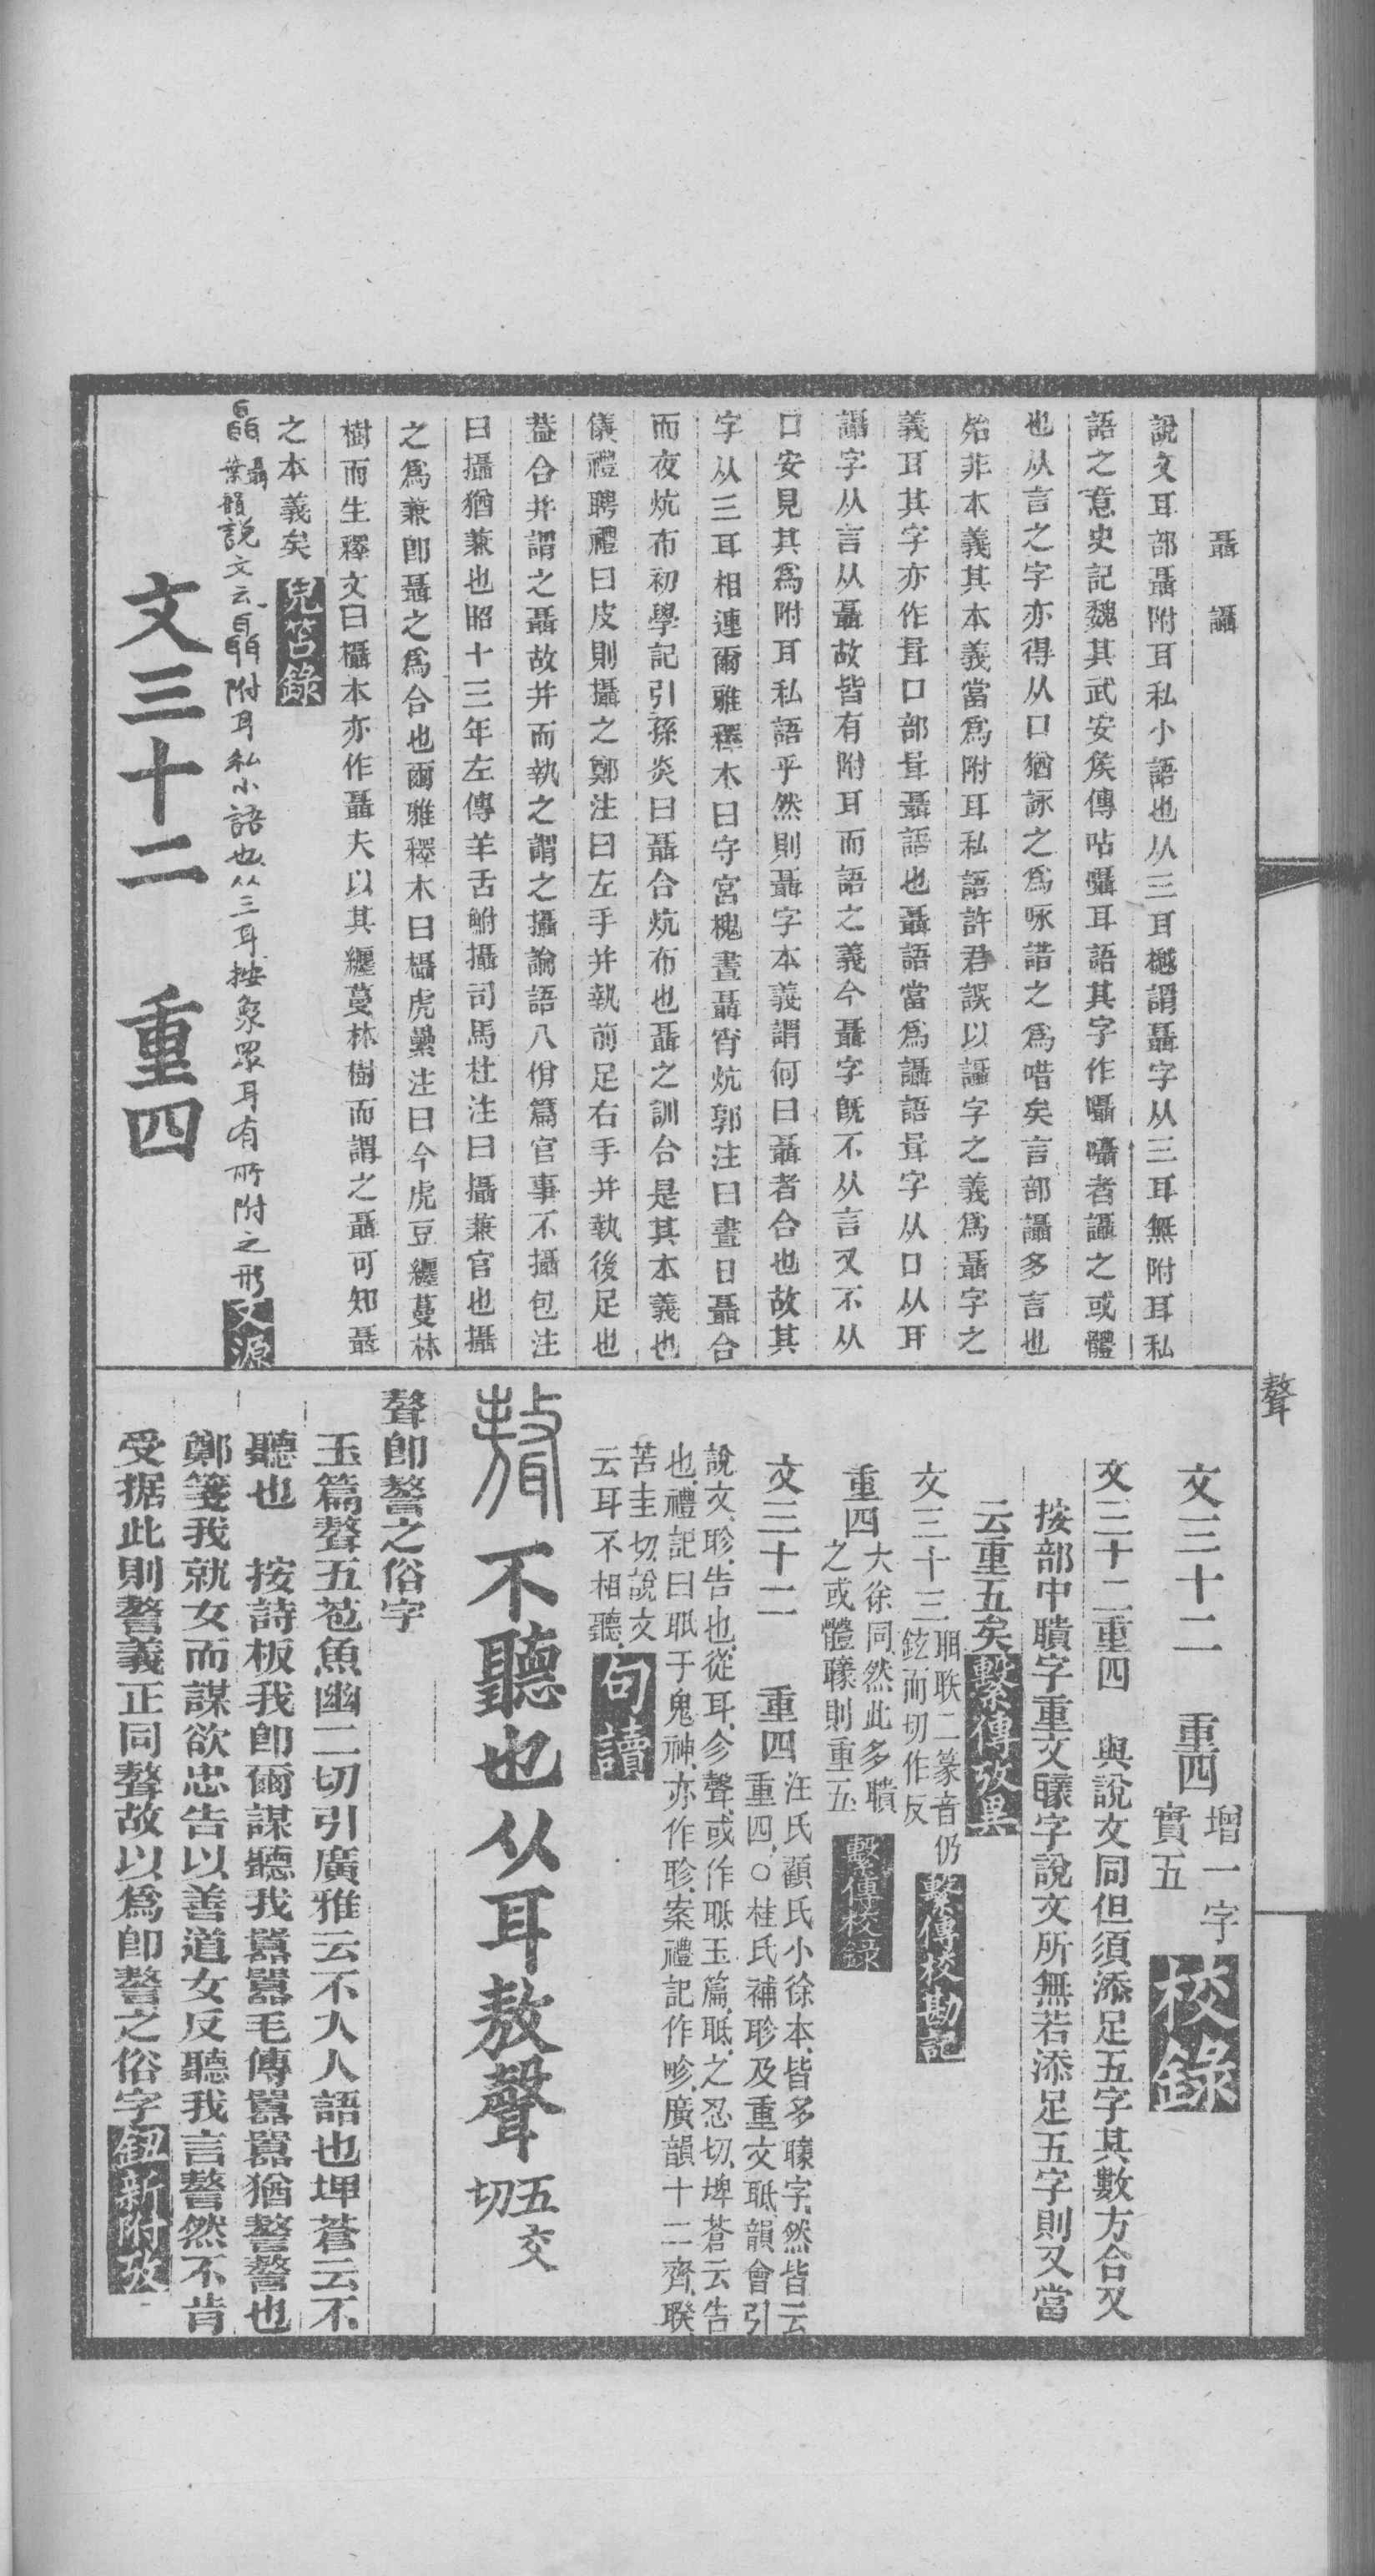 聶　讘
說文耳部聶附耳私小語也从三耳樾謂聶字从三耳無附耳私
語之意史記魏其武安矦傳呫囁耳語其字作囁囁者讘之或體
也从言之字亦得从口猶詠之爲咏諎之爲唶矣言部讘多言也
殆非本義其本義當爲附耳私語許君誤以讘字之義爲聶字之
義耳其字亦作咠口部咠聶語也聶語當爲讘語咠字从口从耳
讘字从言从聶故皆有附耳而語之義今聶字旣不从言又不从
口安見其爲附耳私語乎然則聶字本義謂何曰聶者合也故其
字从三耳相連爾雅釋木曰守宮槐晝聶宵炕郭注曰晝日聶合
而夜炕布初學記引孫炎曰聶合炕布也聶之訓合是其本義也
儀禮聘禮曰皮則攝之鄭注曰左手并執前足右手并執後足也
葢合并謂之聶故并而執之謂之攝論語八佾篇官事不攝包注
曰攝猶兼也昭十三年左傳羊舌鮒攝司馬杜注曰攝兼官也攝
之爲兼卽聶之爲合也爾雅釋木曰欇虎櫐注曰今虎豆纏蔓林
樹而生釋文曰欇本亦作聶夫以其纏蔓林樹而謂之聶可知聶
之本義矣 兒笘錄
聶葉韻說文云聶附耳私小語也从三耳按象眾耳有所附之形 文源
文三十二　重四
聱
文三十二　重四增一字實五 校錄
文三十二重四　與說文同但須添足五字其數方合又
按部中聵字重文䦧字說文所無若添足五字則又當
云重五矣 繫傳攷異
文三十三聑聅二篆音仍鉉而切作反 繫傳校勘記
重四大徐同然此多聵之或體䦧則重五 繫傳校錄
文三十二　重四汪氏顧氏小徐本皆多䦧字然皆云
重四○桂氏補聄及重文聀韻會引
說文聄告也從耳㐱聲或作聀玉篇聀之忍切埤蒼云告
也禮記曰聀于鬼神亦作聄案禮記作畛廣韻十二齊聧
苦圭切說文
云耳不相聽 句讀
聱不聽也从耳敖聲五交切
聱卽謷之俗字
玉篇聱五苞魚幽二切引廣雅云不入人語也埤蒼云不
聽也　按詩板我卽爾謀聽我嚻嚻毛傳嚻嚻猶謷謷也
鄭箋我就女而謀欲忠告以善道女反聽我言謷然不肯
受据此則謷義正同聱故以爲卽謷之俗字 鈕新附攷